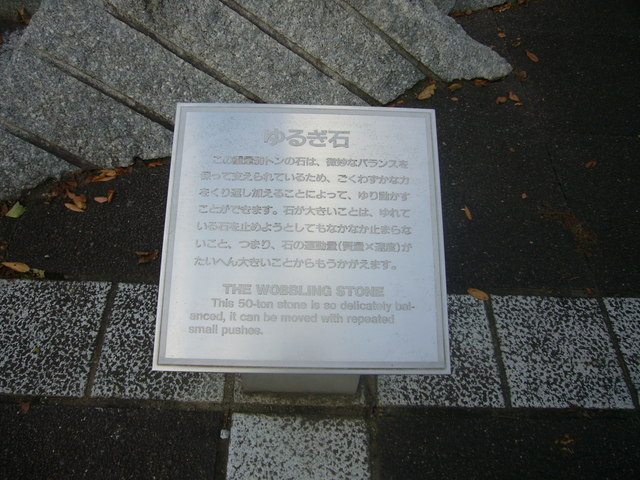 ゆるぎ石
この重量50トンの石は、微妙なバランスを
保って支えられているため、ごくわずかな力
をくり返し加えることによって、ゆり動かす
ことができます。石が大きいことは、ゆれて
いる石を止めようとしてもなかなか止まらな
いこと、つまり、石の運動量(質量×速度)が
たいへん大きいことからもうかがえます。
THE WOBBLING STONE
This 50-ton stone is so delicately bal-
anced, it can be moved with repeated
small pushes.